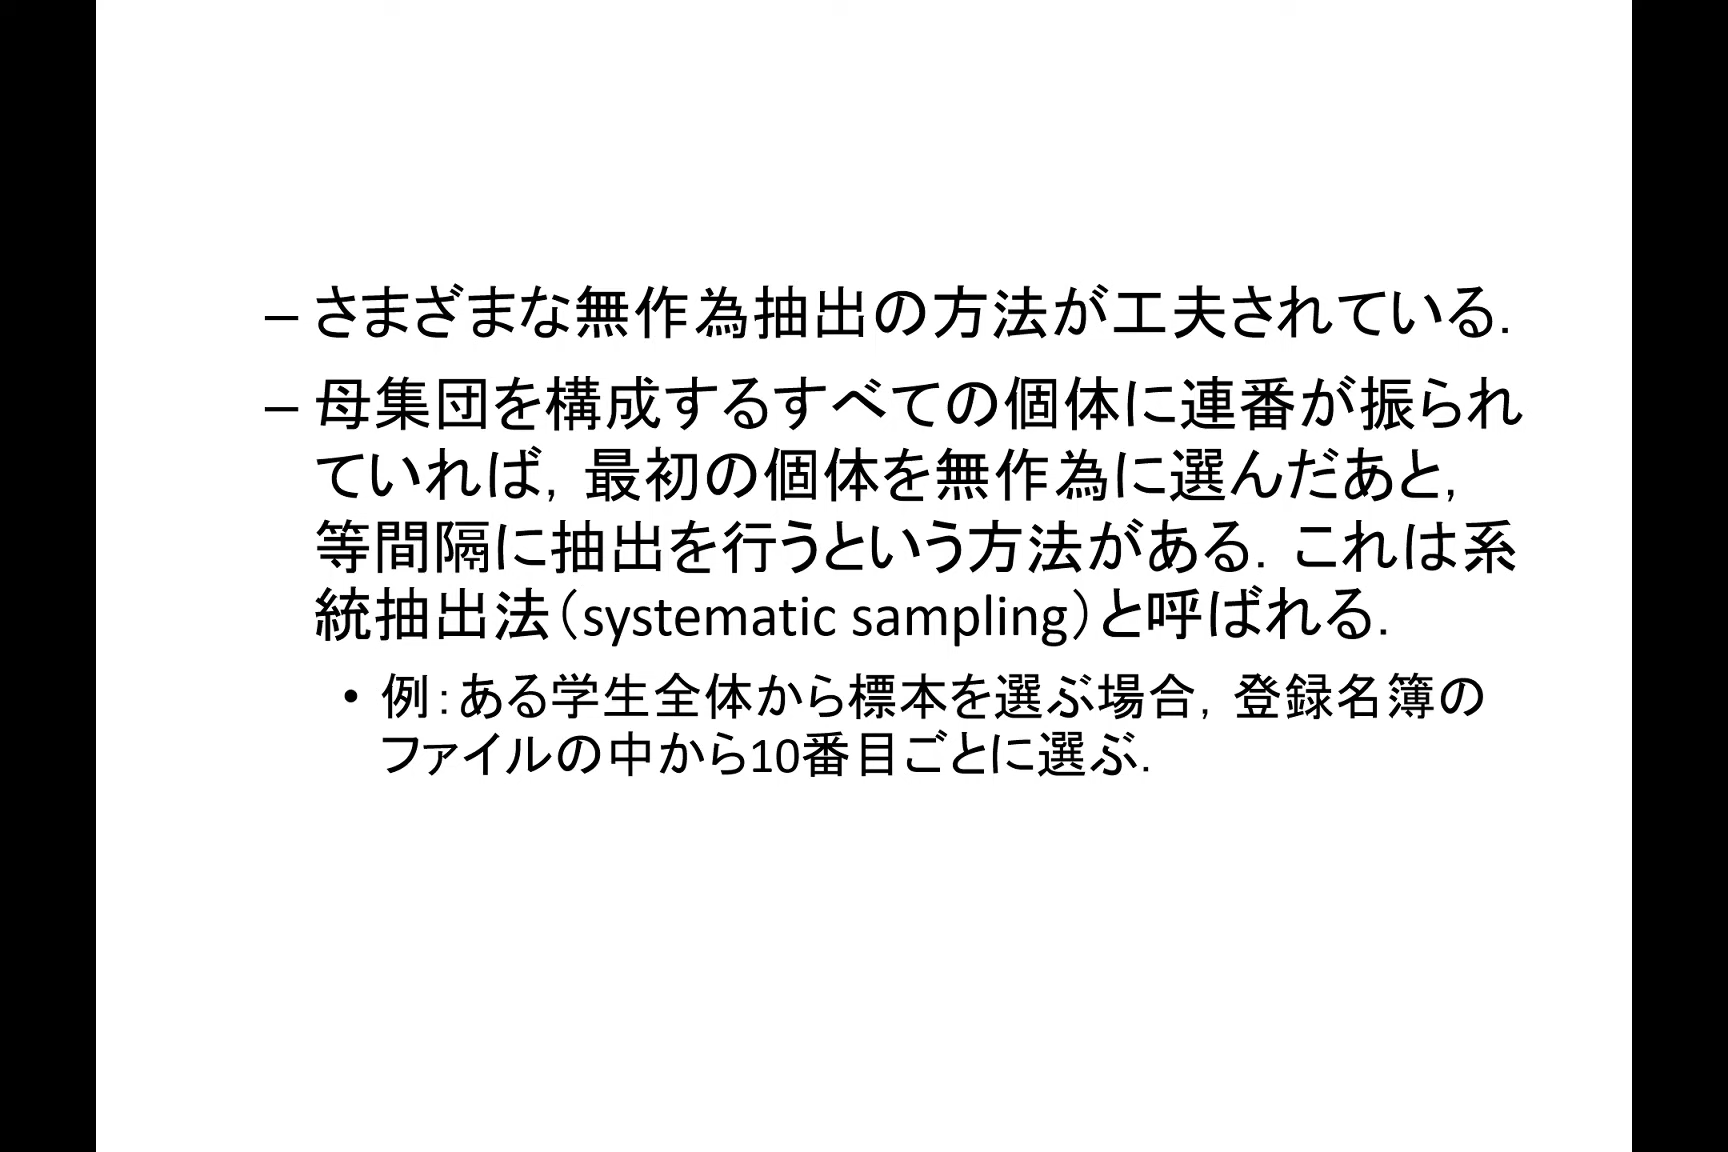 – さまざまな無作為抽出の方法が工夫されている．
– 母集団を構成するすべての個体に連番が振られ
ていれば，最初の個体を無作為に選んだあと，
等間隔に抽出を行うという方法がある．これは系
統抽出法（systematic sampling）と呼ばれる．
• 例：ある学生全体から標本を選ぶ場合，登録名簿の
ファイルの中から10番目ごとに選ぶ．